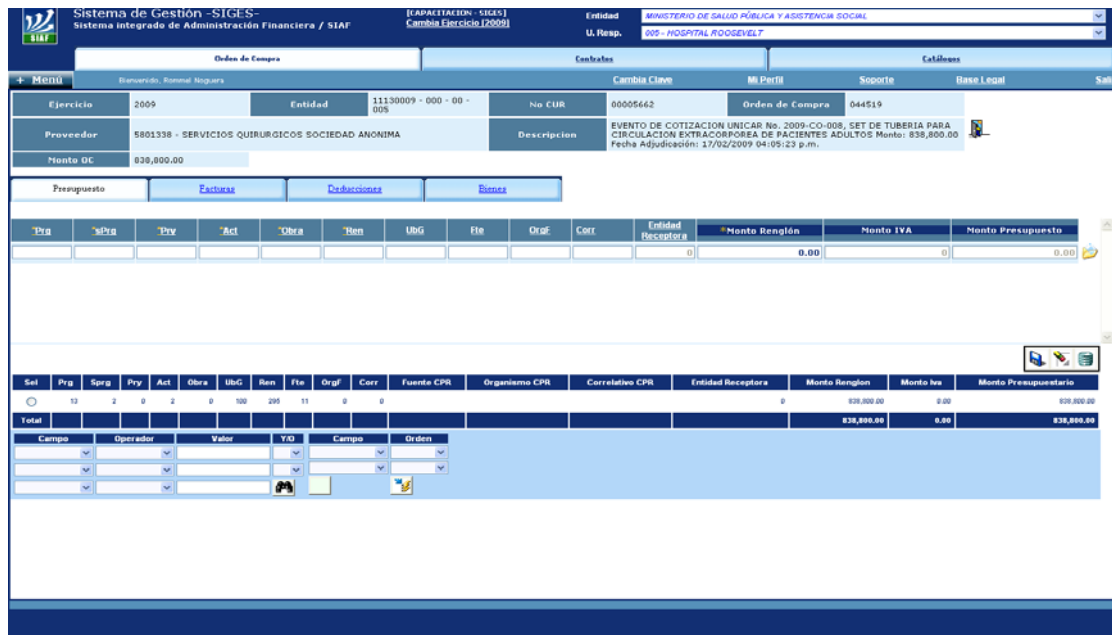 Sistema de Gestión -SIGES-
Sistema integrado de Administración Financiera / SIAF
[CAPACITACION - SIGES]
Cambia Ejercicio [2009]
Entidad MINISTERIO DE SALUD PÚBLICA Y ASISTENCIA SOCIAL
U. Resp. 005 - HOSPITAL ROOSEVELT
SIAF
Orden de Compra Contratos Catálogos
+ Menú Bienvenido, Rommel Noguera Cambia Clave Mi Perfil Soporte Base Legal Sali
Ejercicio 2009 Entidad 11130009 - 000 - 00 - 005 No CUR 00005662 Orden de Compra 044519
Proveedor 5801338 - SERVICIOS QUIRURGICOS SOCIEDAD ANONIMA Descripcion EVENTO DE COTIZACION UNICAR No. 2009-CO-008, SET DE TUBERIA PARA
CIRCULACION EXTRACORPOREA DE PACIENTES ADULTOS Monto: 838,800.00
Fecha Adjudicación: 17/02/2009 04:05:23 p.m.
Monto OC 838,800.00
Presupuesto Facturas Deducciones Bienes
*Prg *sPrg *Pry *Act *Obra *Ren UbG Fte OrgF Corr Entidad Receptora *Monto Renglón Monto IVA Monto Presupuesto
0 0.00 0 0.00
Sel Prg Sprg Pry Act Obra UbG Ren Fte OrgF Corr Fuente CPR Organismo CPR Correlativo CPR Entidad Receptora Monto Renglon Monto Iva Monto Presupuestario
13 2 0 2 0 100 295 11 0 0 0 838,800.00 0.00 838,800.00
Total 838,800.00 0.00 838,800.00
Campo Operador Valor Y/O Campo Orden